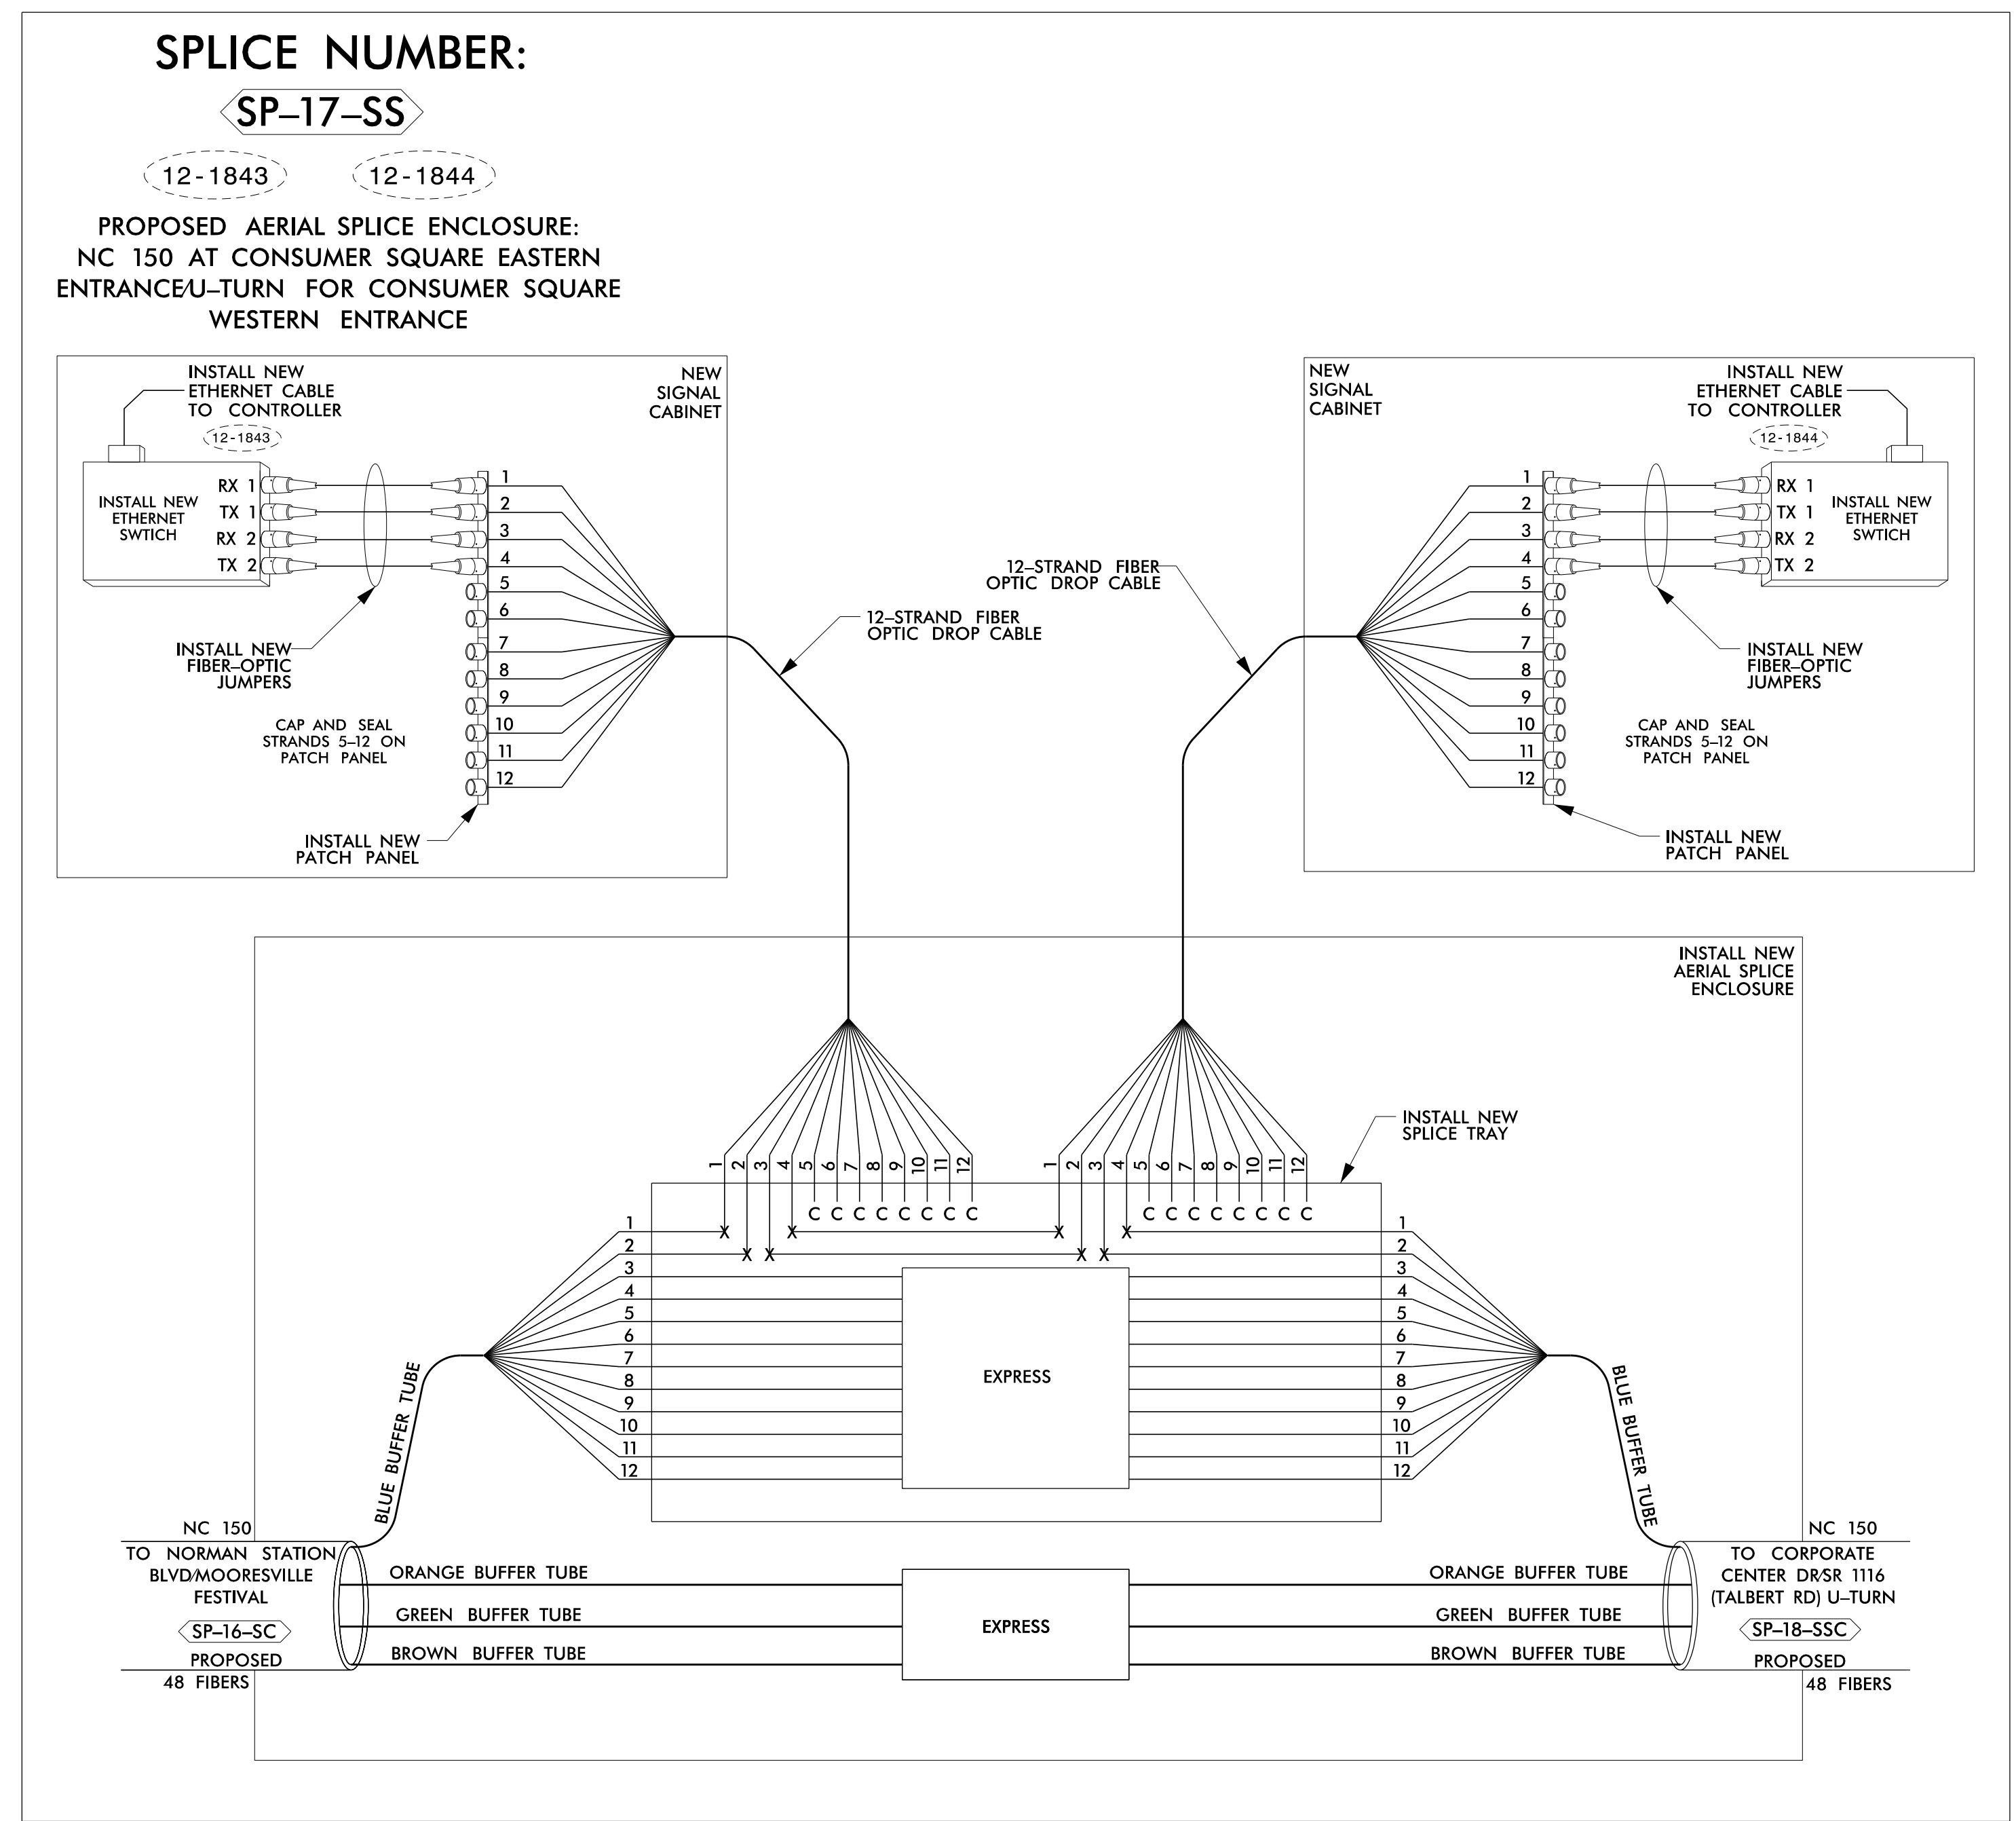 SPLICE NUMBER:
SP–17–SS
12-1843 12-1844
PROPOSED AERIAL SPLICE ENCLOSURE:
NC 150 AT CONSUMER SQUARE EASTERN
ENTRANCE/U–TURN FOR CONSUMER SQUARE
WESTERN ENTRANCE
INSTALL NEW
ETHERNET CABLE
TO CONTROLLER
12-1843
NEW
SIGNAL
CABINET
INSTALL NEW
ETHERNET
SWTICH
RX 1
TX 1
RX 2
TX 2
1
2
3
4
5
6
7
8
9
10
11
12
INSTALL NEW
FIBER–OPTIC
JUMPERS
CAP AND SEAL
STRANDS 5–12 ON
PATCH PANEL
INSTALL NEW
PATCH PANEL
12–STRAND FIBER
OPTIC DROP CABLE
12–STRAND FIBER
OPTIC DROP CABLE
NEW
SIGNAL
CABINET
INSTALL NEW
ETHERNET CABLE
TO CONTROLLER
12-1844
1
2
3
4
5
6
7
8
9
10
11
12
RX 1
TX 1
RX 2
TX 2
INSTALL NEW
ETHERNET
SWTICH
INSTALL NEW
FIBER–OPTIC
JUMPERS
CAP AND SEAL
STRANDS 5–12 ON
PATCH PANEL
INSTALL NEW
PATCH PANEL
INSTALL NEW
AERIAL SPLICE
ENCLOSURE
INSTALL NEW
SPLICE TRAY
1 2 3 4 5 6 7 8 9 10 11 12
1 2 3 4 5 6 7 8 9 10 11 12
C C C C C C C C
C C C C C C C C
X X X X
X X X X
1
2
3
4
5
6
7
8
9
10
11
12
EXPRESS
1
2
3
4
5
6
7
8
9
10
11
12
BLUE BUFFER TUBE
BLUE BUFFER TUBE
NC 150
TO NORMAN STATION
BLVD/MOORESVILLE
FESTIVAL
SP–16–SC
PROPOSED
48 FIBERS
ORANGE BUFFER TUBE
GREEN BUFFER TUBE
BROWN BUFFER TUBE
EXPRESS
ORANGE BUFFER TUBE
GREEN BUFFER TUBE
BROWN BUFFER TUBE
NC 150
TO CORPORATE
CENTER DR/SR 1116
(TALBERT RD) U–TURN
SP–18–SSC
PROPOSED
48 FIBERS